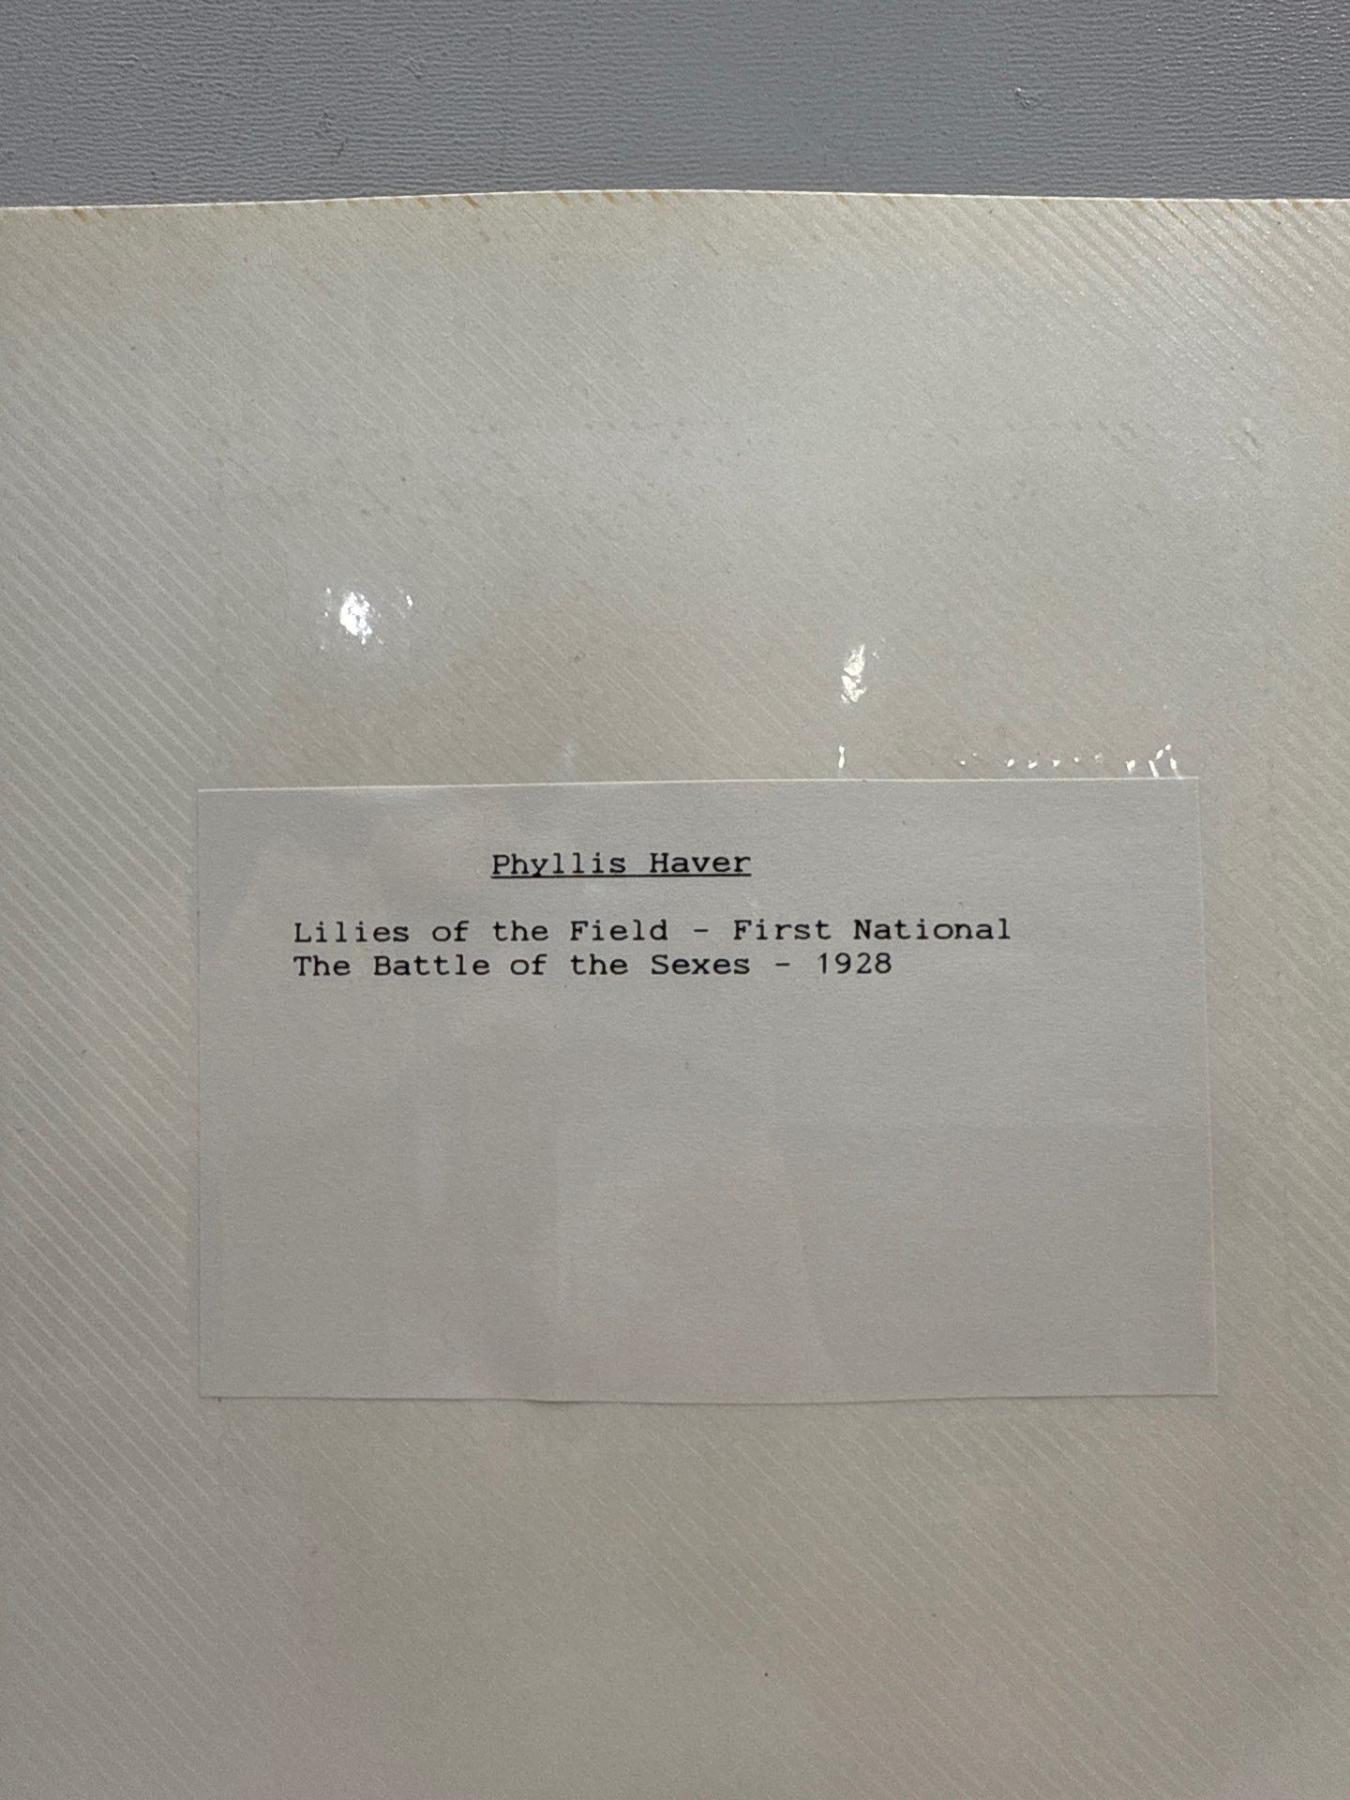 Phyllis Haver
Lilies of the Field - First National
The Battle of the Sexes - 1928